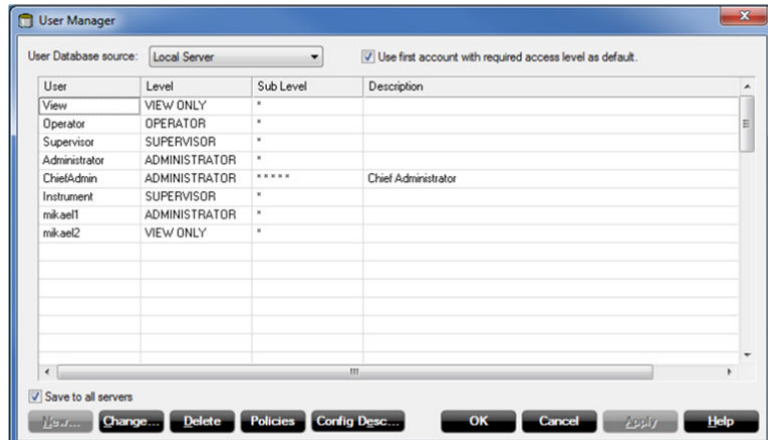 User Manager
User Database source: Local Server Use first account with required access level as default.
User Level Sub Level Description
View VIEW ONLY *
Operator OPERATOR *
Supervisor SUPERVISOR *
Administrator ADMINISTRATOR *
ChiefAdmin ADMINISTRATOR * * * * * Chief Administrator
Instrument SUPERVISOR *
mikael1 ADMINISTRATOR *
mikael2 VIEW ONLY *
Save to all servers
New... Change... Delete Policies Config Desc... OK Cancel Apply Help